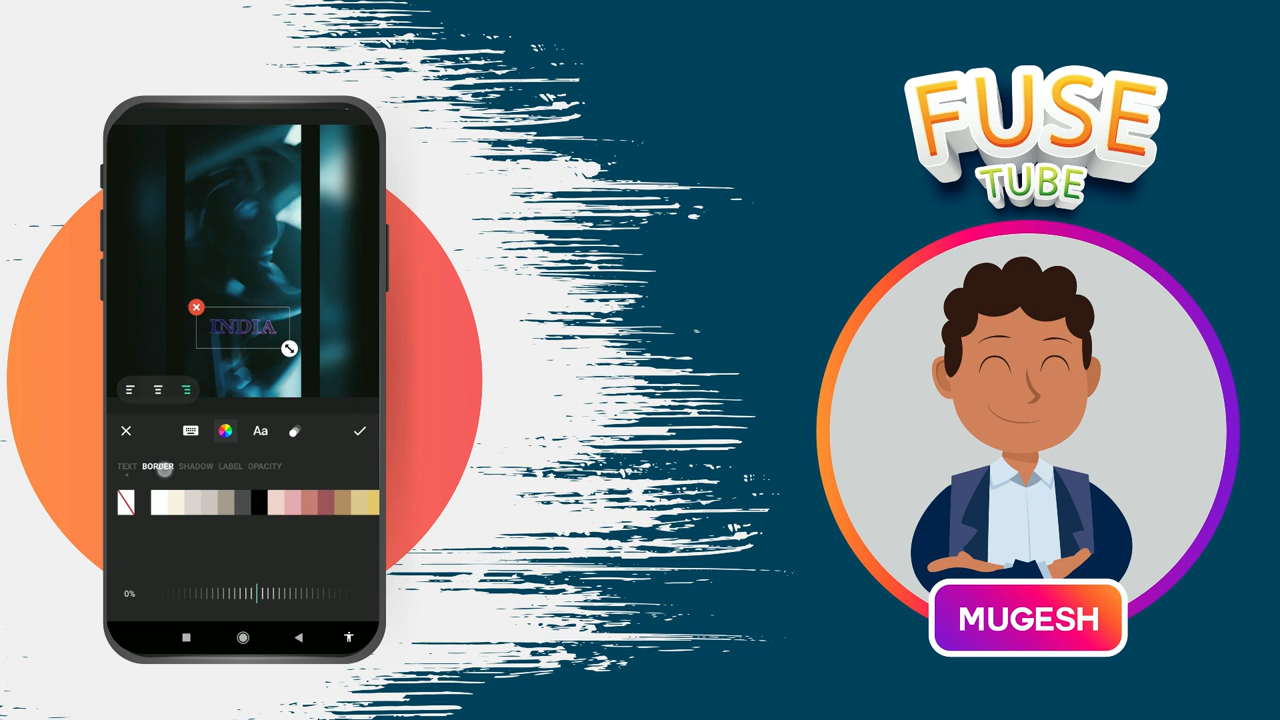 FUSE
TUBE
INDIA
Aa
TEXT BORDER SHADOW LABEL OPACITY
0%
MUGESH